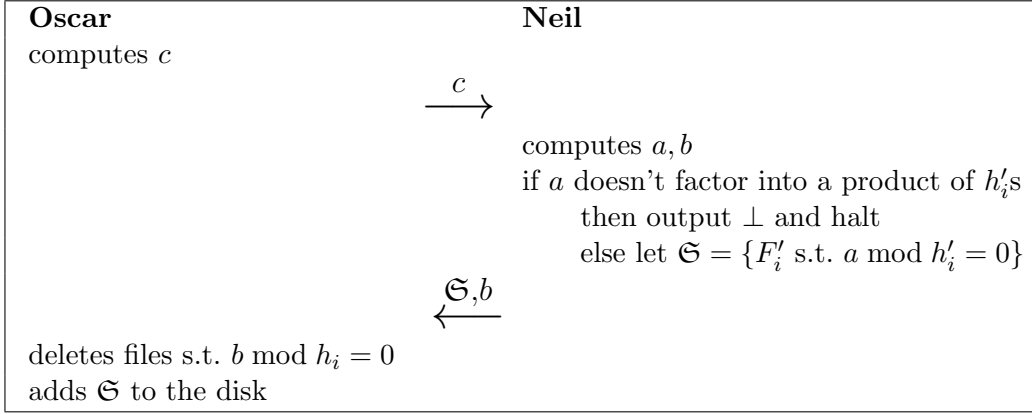 Oscar Neil
computes c
c
computes a, b
if a doesn't factor into a product of h′ᵢs
then output ⊥ and halt
else let 𝔖 = {F′ᵢ s.t. a mod h′ᵢ = 0}
𝔖,b
deletes files s.t. b mod hᵢ = 0
adds 𝔖 to the disk